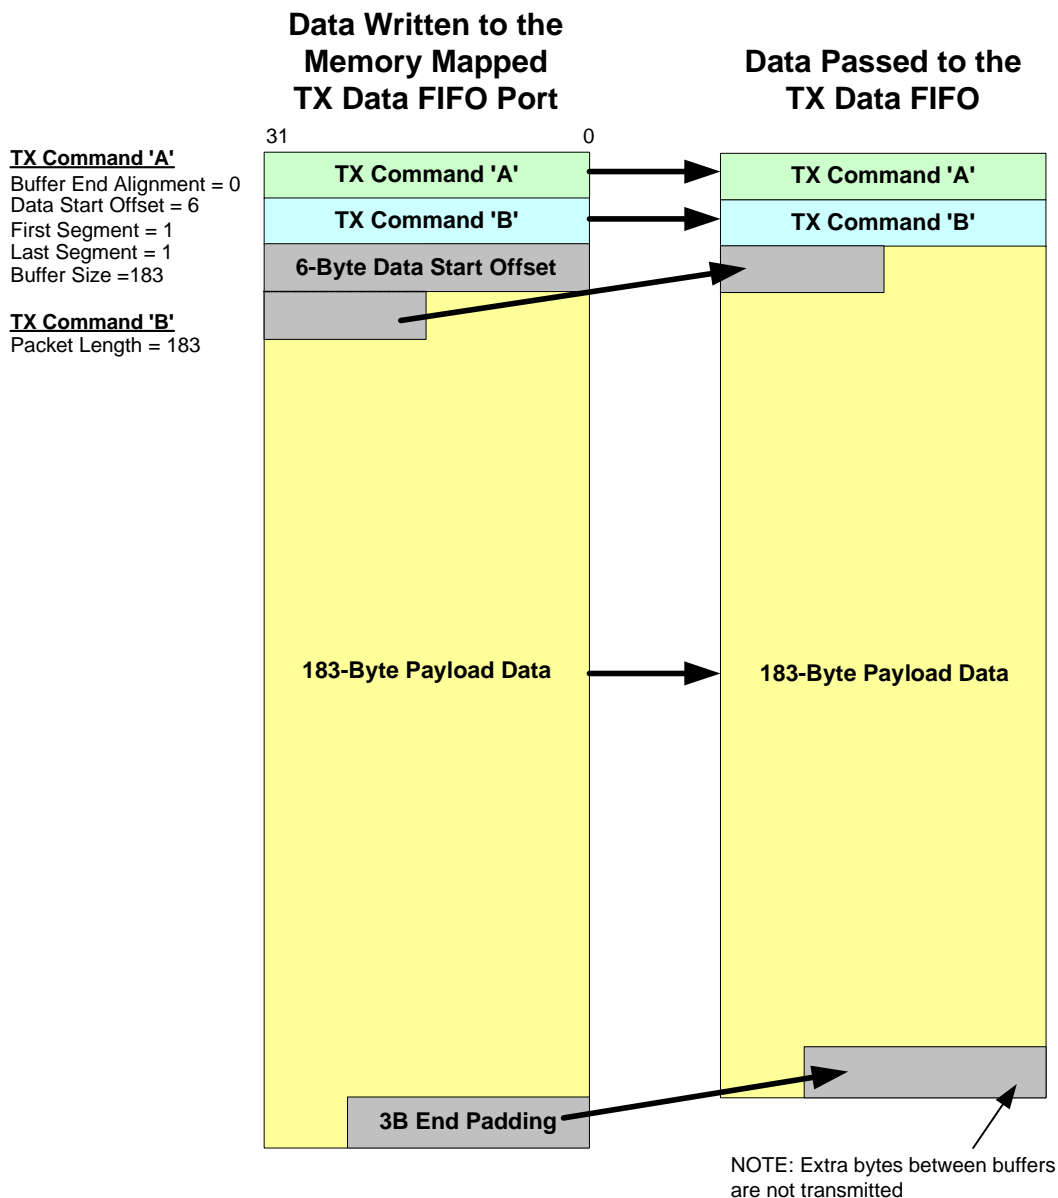 Data Written to the
Memory Mapped
TX Data FIFO Port
Data Passed to the
TX Data FIFO
31
0
TX Command 'A'
Buffer End Alignment = 0
Data Start Offset = 6
First Segment = 1
Last Segment = 1
Buffer Size =183
TX Command 'B'
Packet Length = 183
TX Command 'A'
TX Command 'B'
6-Byte Data Start Offset
183-Byte Payload Data
3B End Padding
TX Command 'A'
TX Command 'B'
183-Byte Payload Data
NOTE: Extra bytes between buffers
are not transmitted